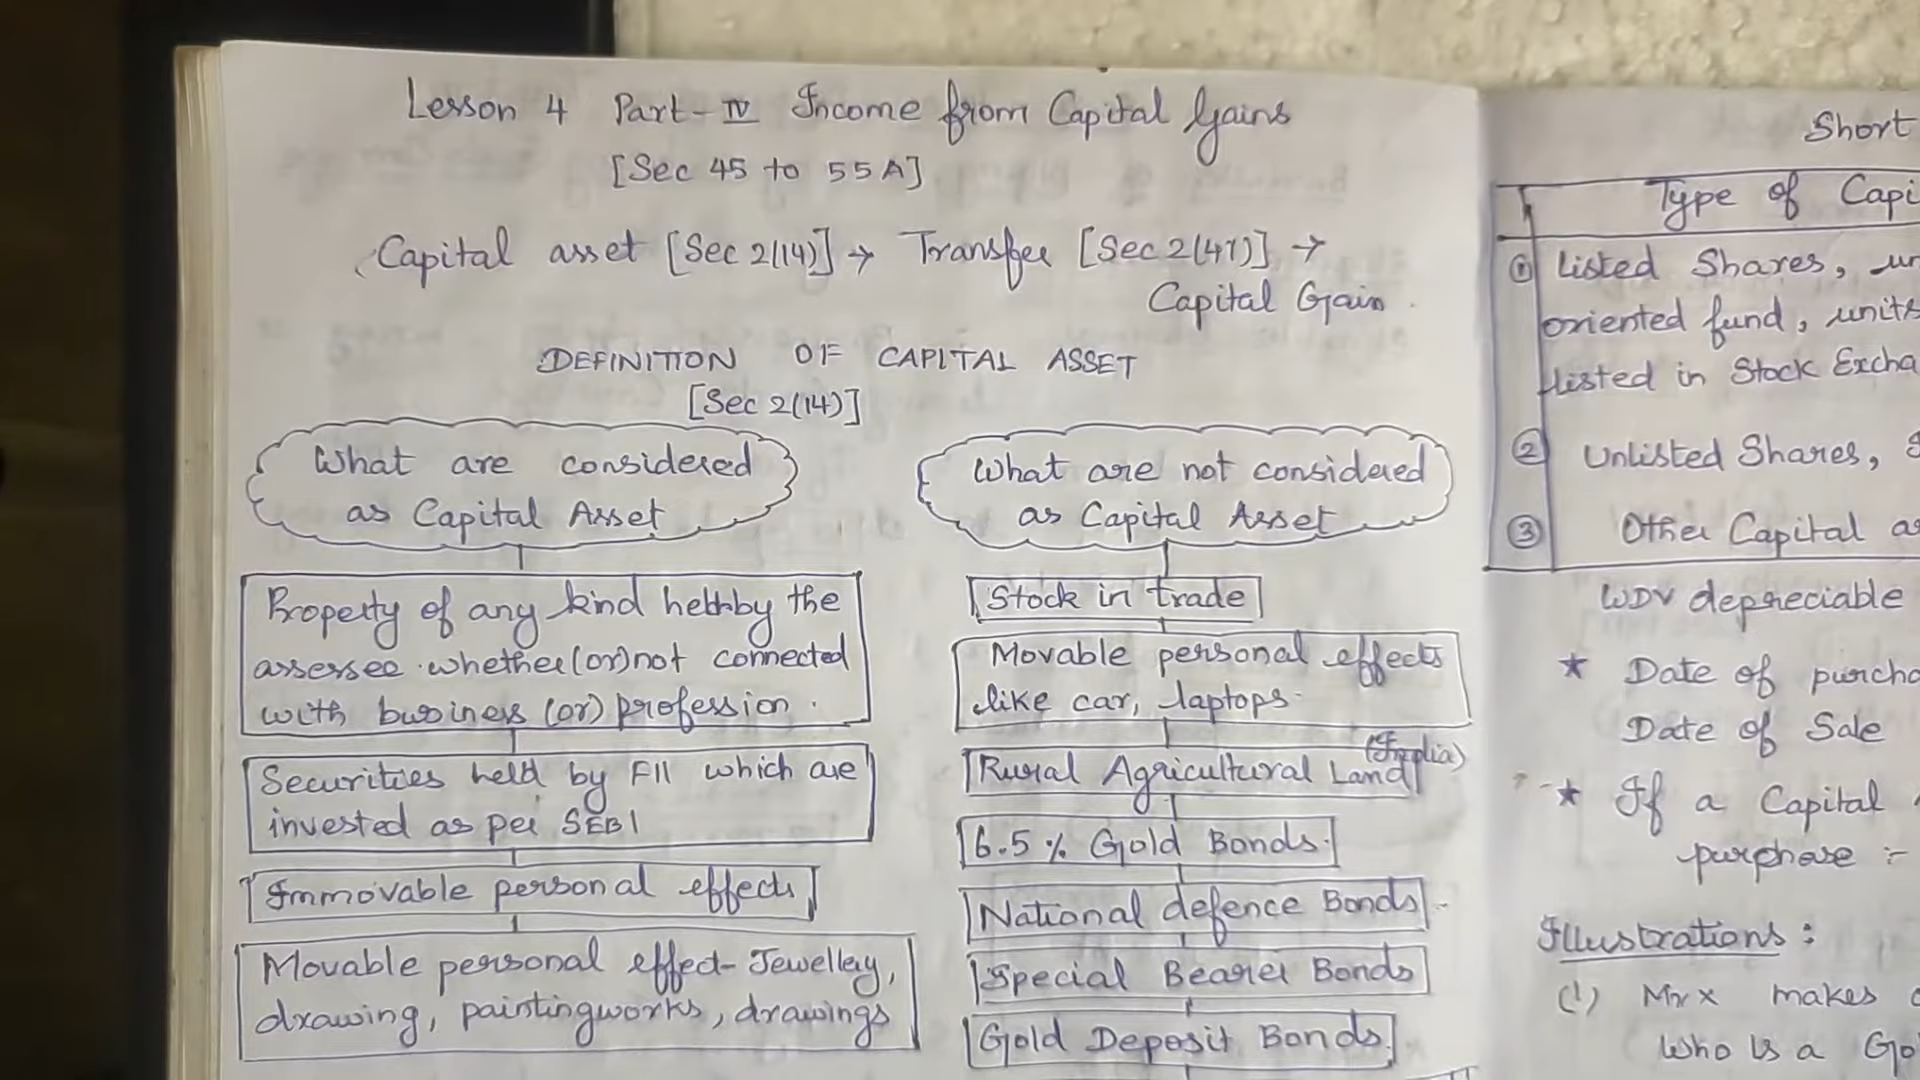 Lesson 4 Part-IV Income from Capital Gains
[Sec 45 to 55A]
Capital asset [Sec 2(14)] → Transfer [Sec 2(47)] →
Capital Gain.
DEFINITION OF CAPITAL ASSET
[Sec 2(14)]
What are considered
as Capital Asset
Property of any kind held by the
assessee whether (or) not connected
with business (or) profession.
Securities held by FII which are
invested as per SEBI
Immovable personal effects
Movable personal effect- Jewellery,
drawing, painting works, drawings
What are not considered
as Capital Asset
Stock in trade
Movable personal effects
like car, laptops.
Rural Agricultural Land (India)
6.5% Gold Bonds.
National defence Bonds.
Special Bearer Bonds
Gold Deposit Bonds.
Short
Type of Capi
① Listed Shares, un
oriented fund, units
listed in Stock Excha
② Unlisted Shares,
③ Other Capital as
WDV depreciable
★ Date of purcha
Date of Sale
★ If a Capital
purchase :-
Illustrations :
(1) Mr X makes
Who is a Go